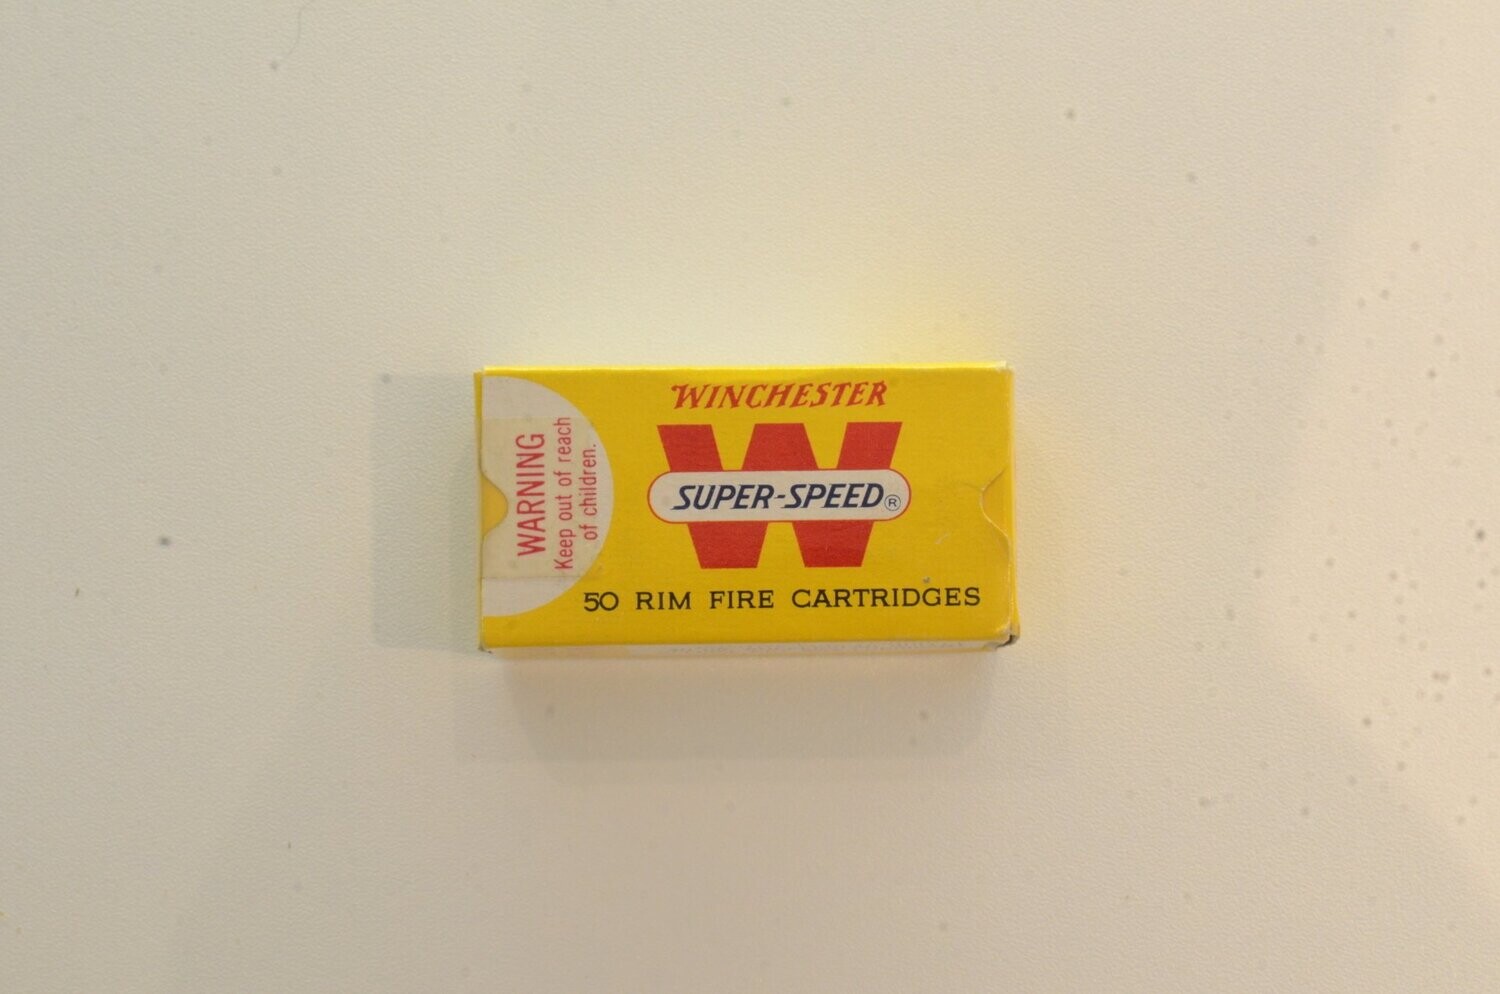 WINCHESTER
W
SUPER-SPEED®
50 RIM FIRE CARTRIDGES
WARNING
Keep out of reach
of children.